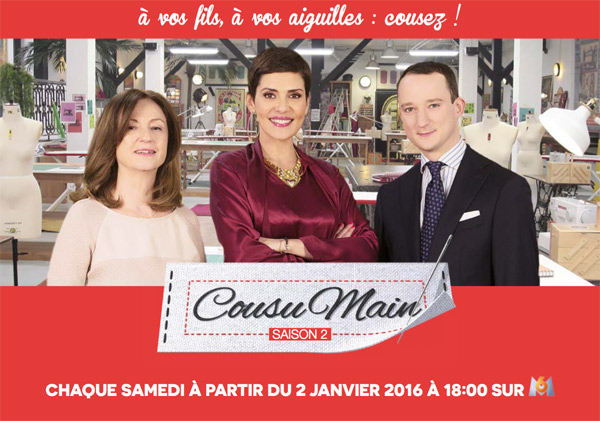 à vos fils, à vos aiguilles : cousez !
Cousu Main
SAISON 2
CHAQUE SAMEDI À PARTIR DU 2 JANVIER 2016 À 18:00 SUR M6